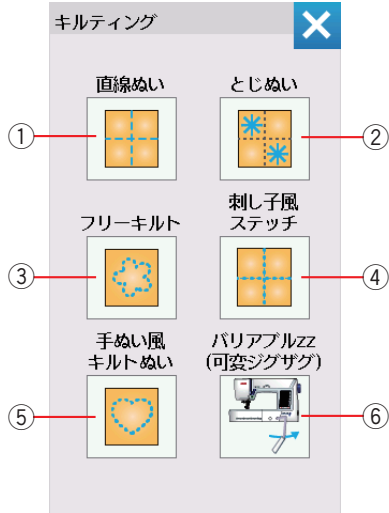 キルティング
直線ぬい
とじぬい
①
②
フリーキルト
刺し子風
ステッチ
③
④
手ぬい風
キルトぬい
バリアブルzz
(可変ジグザグ)
⑤
⑥